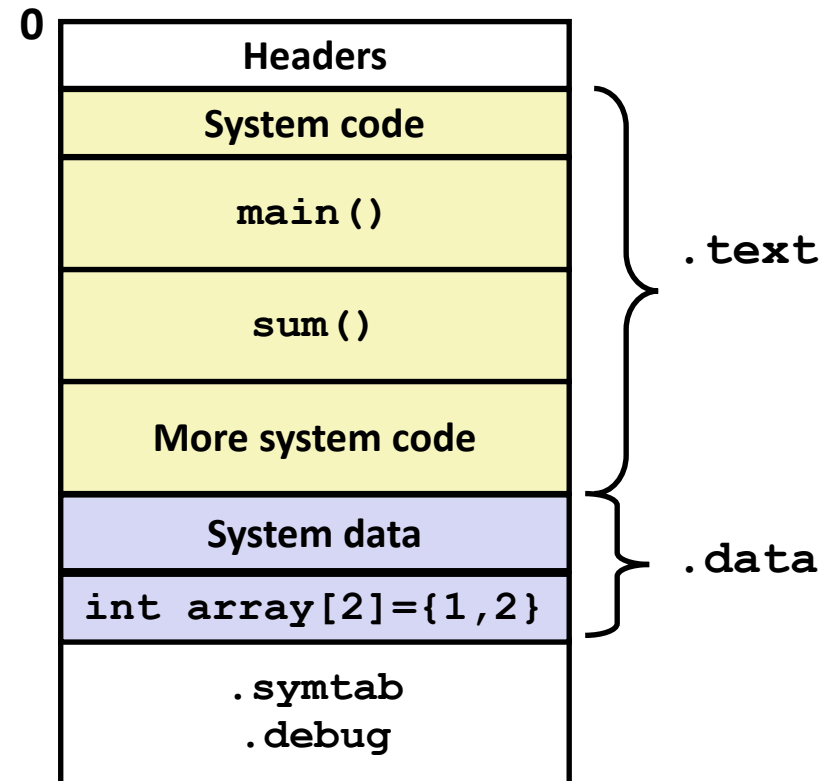 0
Headers
System code
main()
sum()
More system code
.text
System data
int array[2]={1,2}
.data
.symtab
.debug